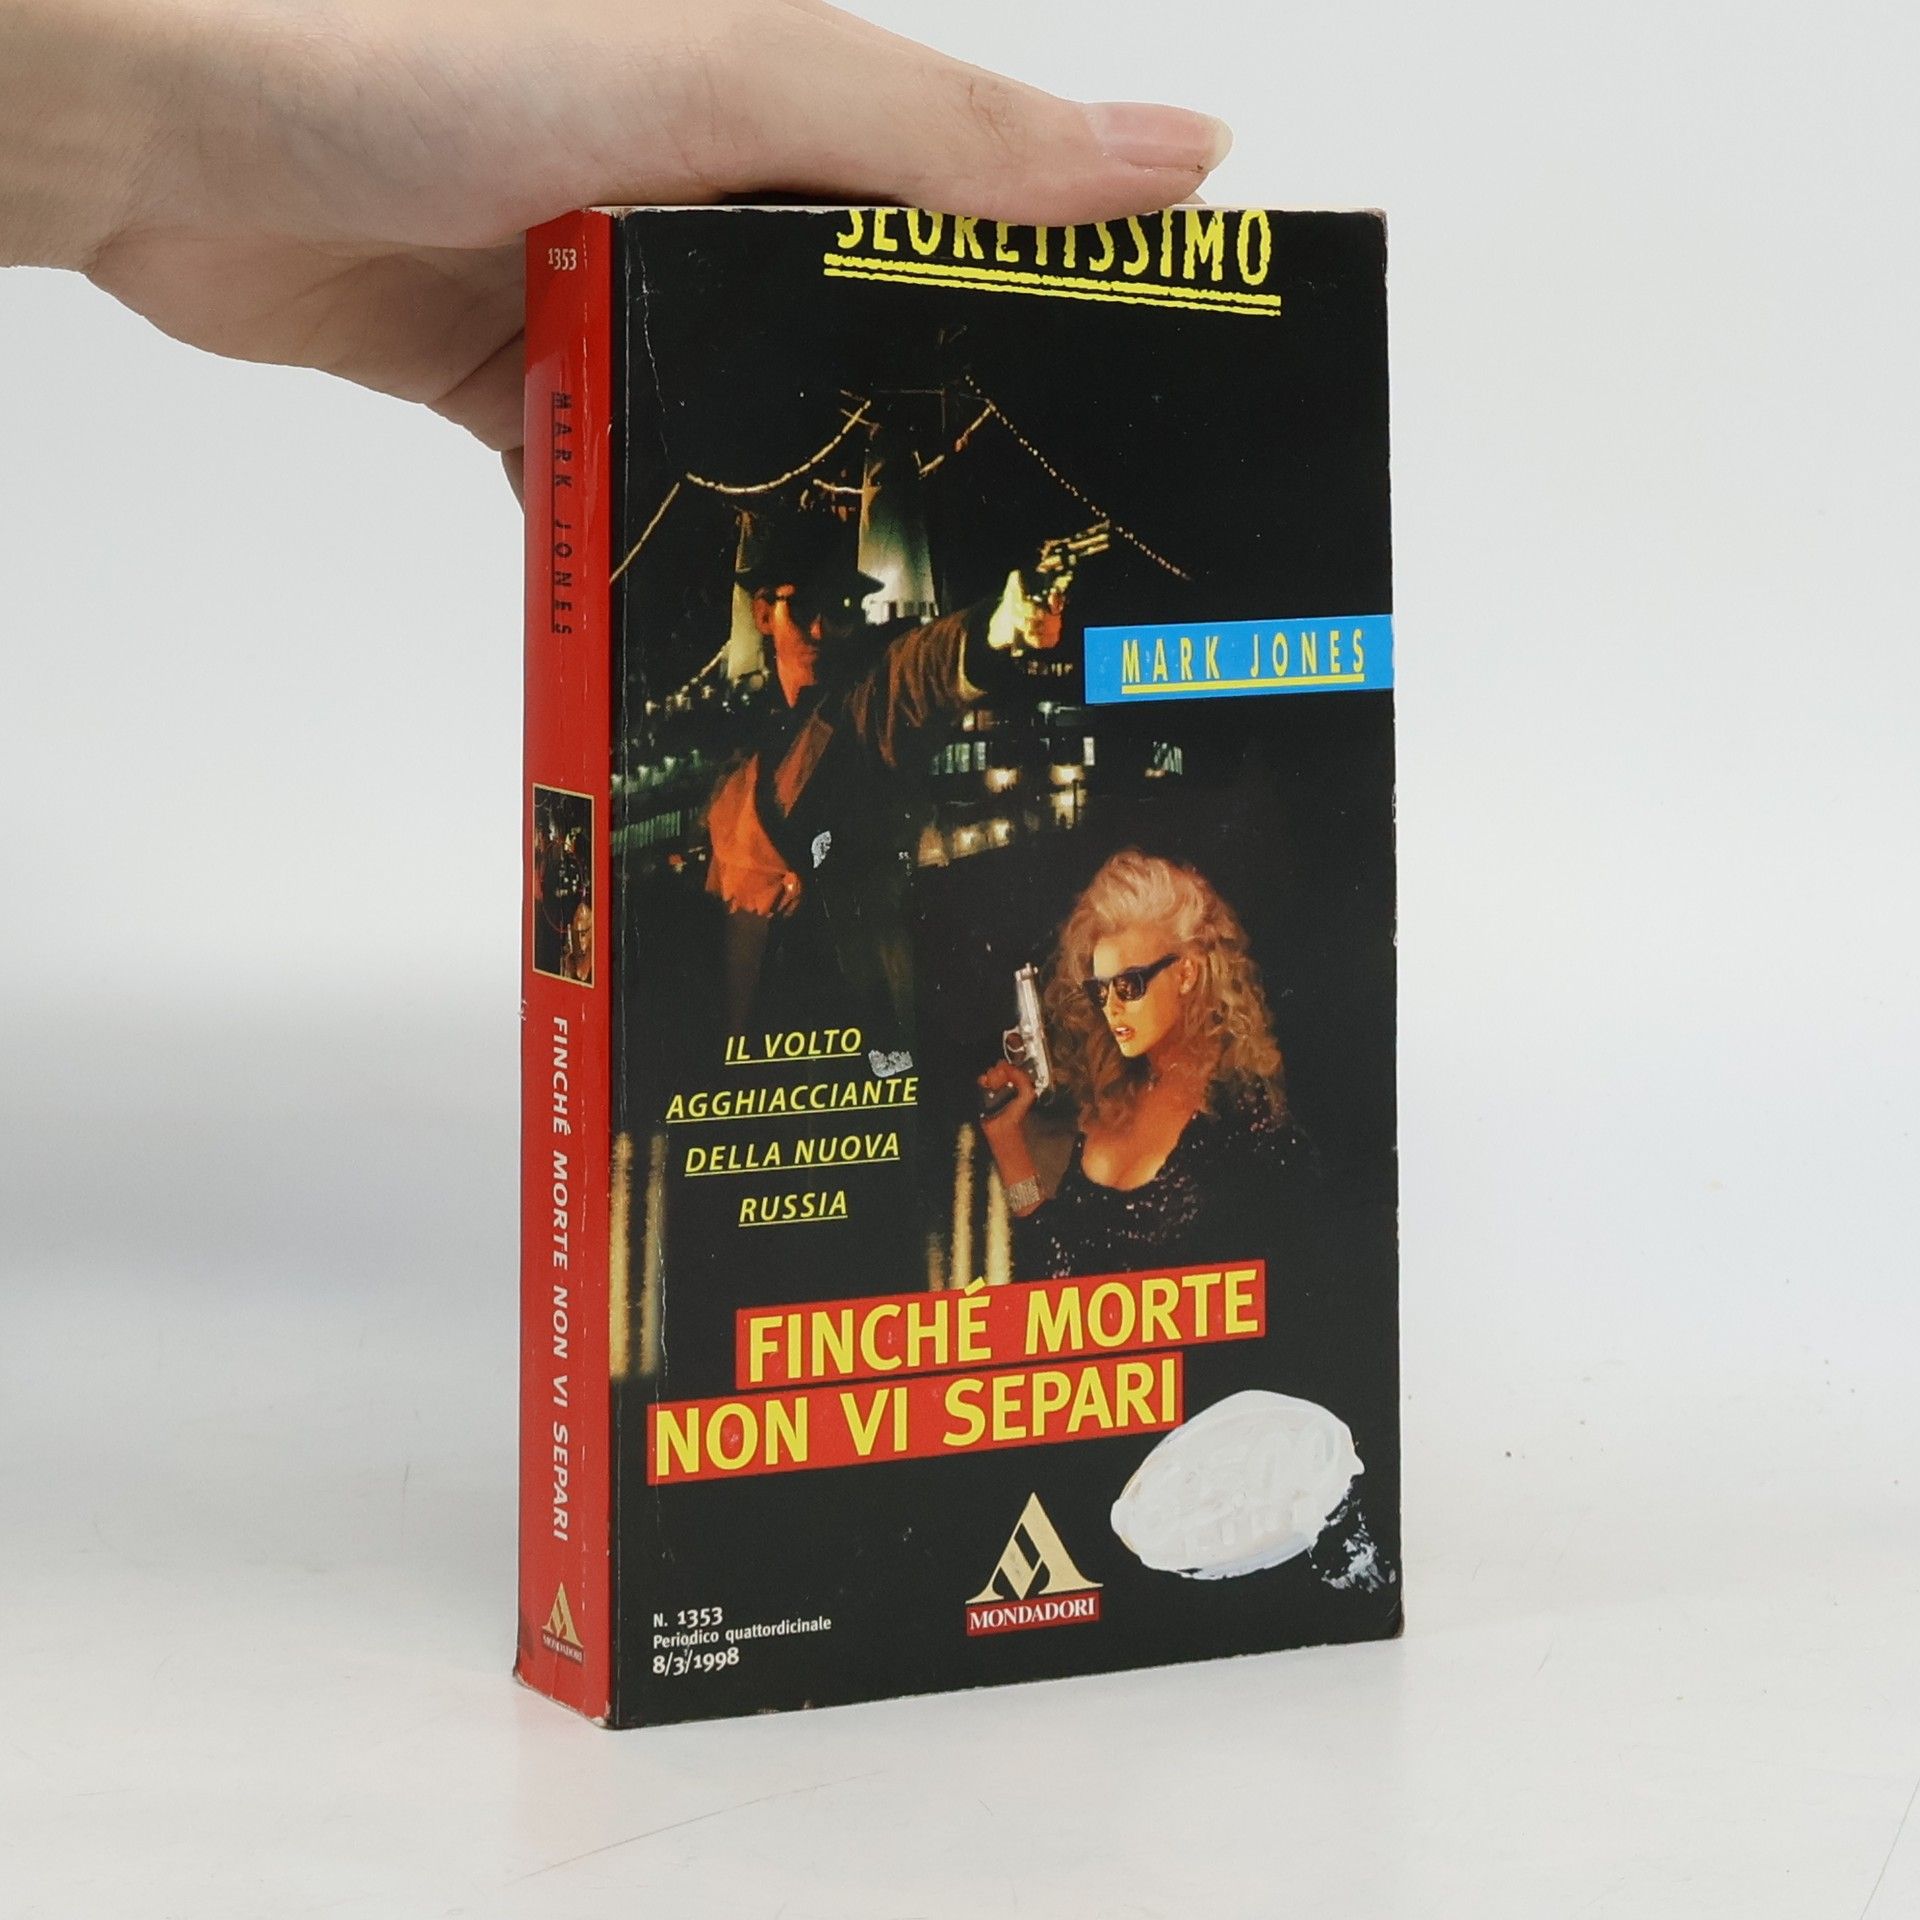 1353
MARK JONES
FINCHÉ MORTE NON VI SEPARI
MONDADORI
SEGRETISSIMO
MARK JONES
IL VOLTO
AGGHIACCIANTE
DELLA NUOVA
RUSSIA
FINCHÉ MORTE
NON VI SEPARI
MONDADORI
N. 1353
Periodico quattordicinale
8/3/1998